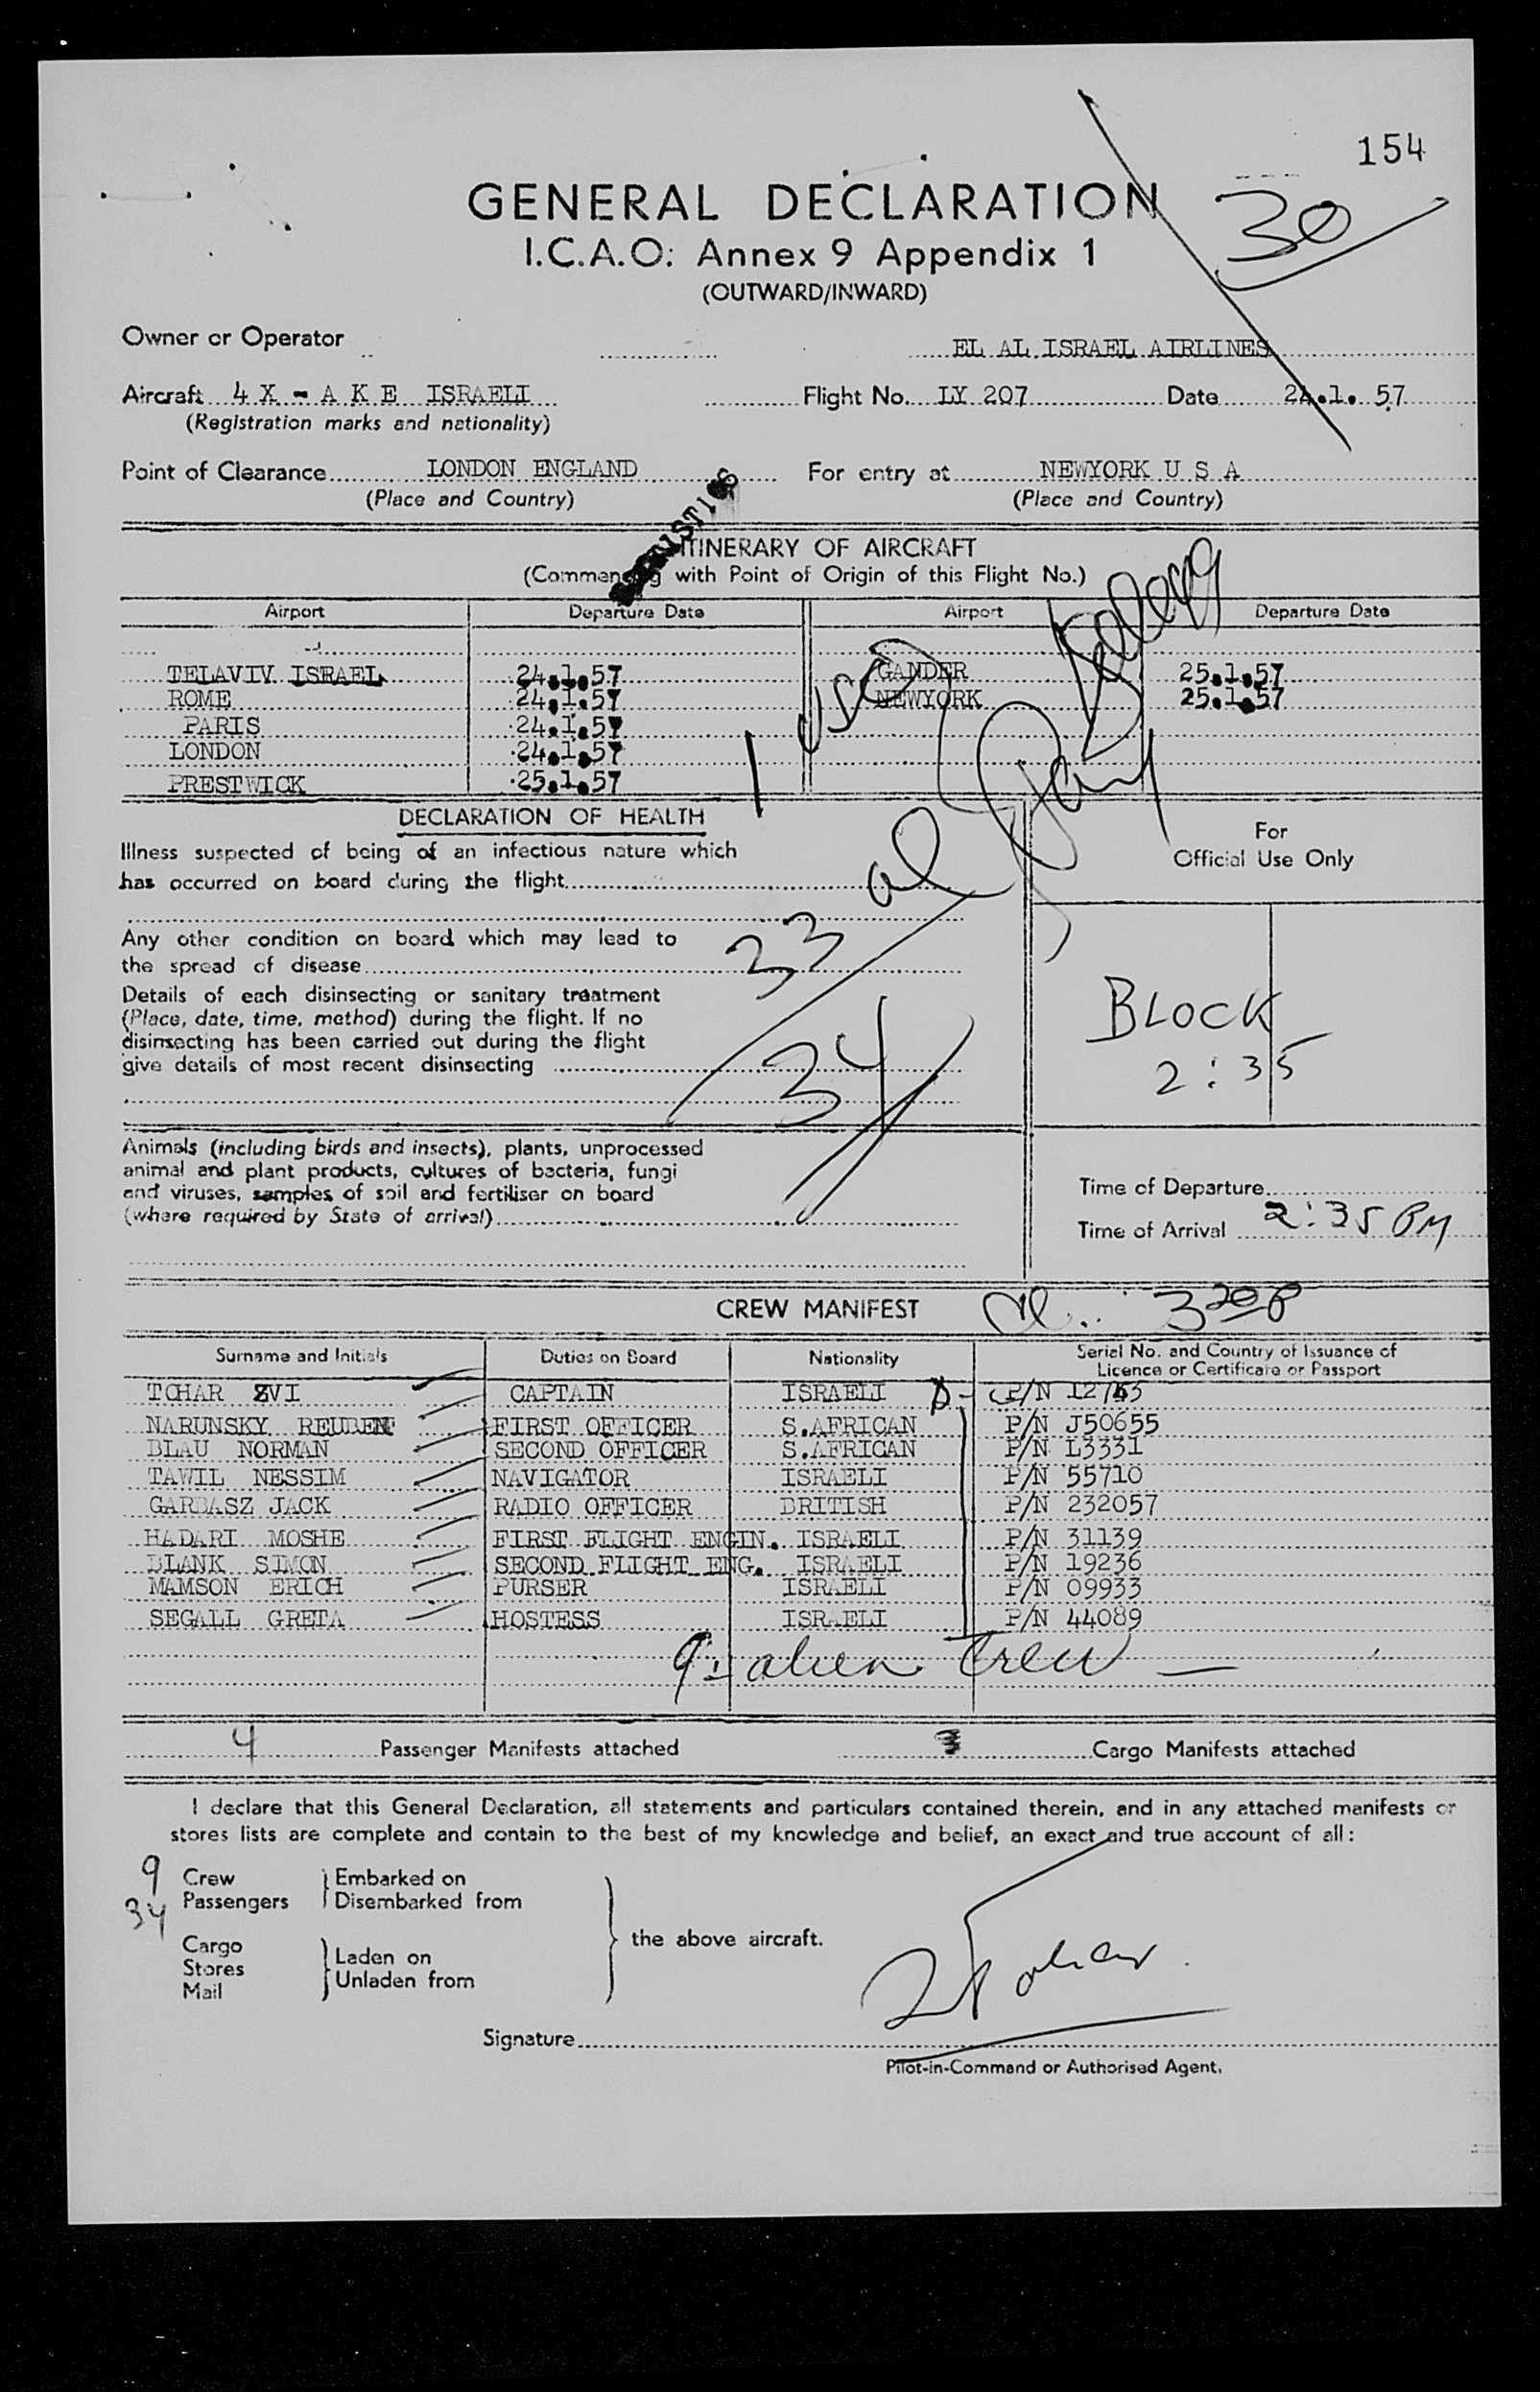 154
30
GENERAL DECLARATION
I.C.A.O: Annex 9 Appendix 1
(OUTWARD/INWARD)
Owner or Operator EL AL ISRAEL AIRLINES
Aircraft 4 X - A K E ISRAELI Flight No. LY 207 Date 24.1.57
(Registration marks and nationality)
Point of Clearance LONDON ENGLAND For entry at NEWYORK U S A
(Place and Country) (Place and Country)
ITINERARY OF AIRCRAFT
(Commencing with Point of Origin of this Flight No.)
Airport Departure Date Airport Departure Date
TELAVIV ISRAEL 24.1.57 GANDER 25.1.57
ROME 24.1.57 NEWYORK 25.1.57
PARIS 24.1.57
LONDON 24.1.57
PRESTWICK 25.1.57
1 USC
33 al
34
DECLARATION OF HEALTH
Illness suspected of being of an infectious nature which
has occurred on board during the flight
Any other condition on board which may lead to
the spread of disease
Details of each disinsecting or sanitary treatment
(Place, date, time, method) during the flight. If no
disinsecting has been carried out during the flight
give details of most recent disinsecting
Animals (including birds and insects), plants, unprocessed
animal and plant products, cultures of bacteria, fungi
and viruses, samples of soil and fertiliser on board
(where required by State of arrival)
For
Official Use Only
BLOCK
2:35
Time of Departure
Time of Arrival 2:35 PM
CREW MANIFEST 320P
Surname and Initials Duties on Board Nationality Serial No. and Country of Issuance of
Licence or Certificate or Passport
TOHAR ZVI CAPTAIN ISRAELI P/N
NARUNSKY REUBEN FIRST OFFICER S.AFRICAN P/N J50655
BLAU NORMAN SECOND OFFICER S.AFRICAN P/N L3331
TAWIL NESSIM NAVIGATOR ISRAELI P/N 55710
GARBASZ JACK RADIO OFFICER BRITISH P/N 232057
HADARI MOSHE FIRST FLIGHT ENGIN. ISRAELI P/N 31139
BLANK SIMON SECOND FLIGHT ENG. ISRAELI P/N 19236
MAMSON ERICH PURSER ISRAELI P/N 09933
SEGALL GRETA HOSTESS ISRAELI P/N 44089
9 alien Crew
4 Passenger Manifests attached 3 Cargo Manifests attached
I declare that this General Declaration, all statements and particulars contained therein, and in any attached manifests or
stores lists are complete and contain to the best of my knowledge and belief, an exact and true account of all:
9 Crew Embarked on
34 Passengers Disembarked from
the above aircraft.
Cargo Laden on
Stores Unladen from
Mail
Signature Z Tohar
Pilot-in-Command or Authorised Agent.